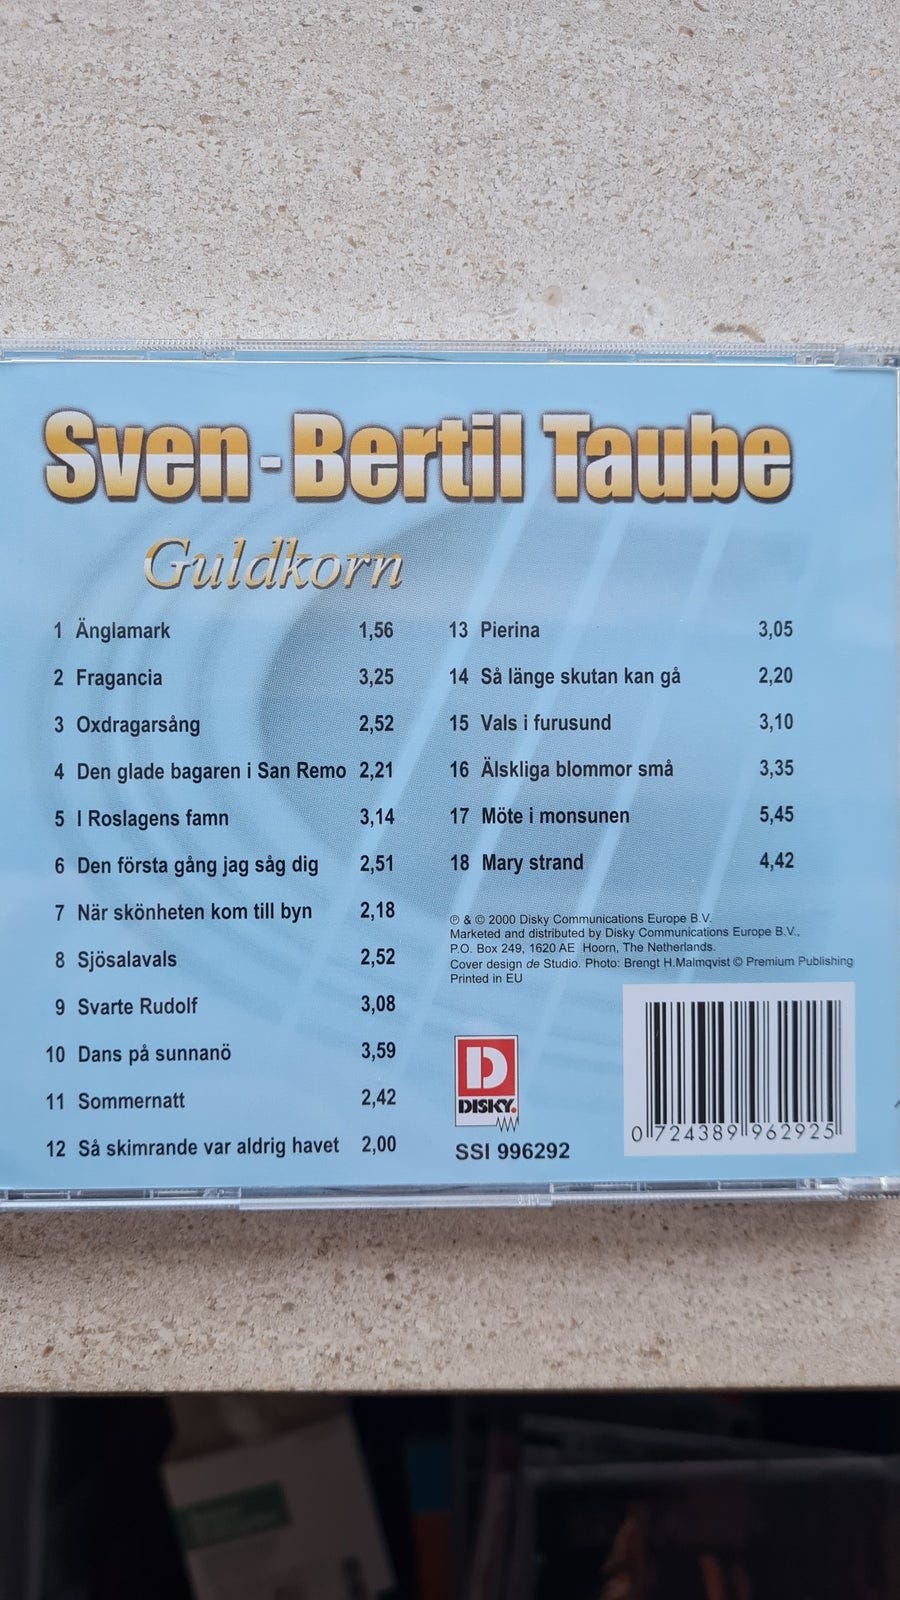 Sven-Bertil Taube
Guldkorn
1 Änglamark 1,56
2 Fragancia 3,25
3 Oxdragarsång 2,52
4 Den glade bagaren i San Remo 2,21
5 I Roslagens famn 3,14
6 Den första gång jag såg dig 2,51
7 När skönheten kom till byn 2,18
8 Sjösalavals 2,52
9 Svarte Rudolf 3,08
10 Dans på sunnanö 3,59
11 Sommernatt 2,42
12 Så skimrande var aldrig havet 2,00
13 Pierina 3,05
14 Så länge skutan kan gå 2,20
15 Vals i furusund 3,10
16 Älskliga blommor små 3,35
17 Möte i monsunen 5,45
18 Mary strand 4,42
℗ & © 2000 Disky Communications Europe B.V.
Marketed and distributed by Disky Communications Europe B.V.,
P.O. Box 249, 1620 AE Hoorn, The Netherlands.
Cover design de Studio. Photo: Brengt H.Malmqvist © Premium Publishing
Printed in EU
D
DISKY.
SSI 996292
0 724389 962925